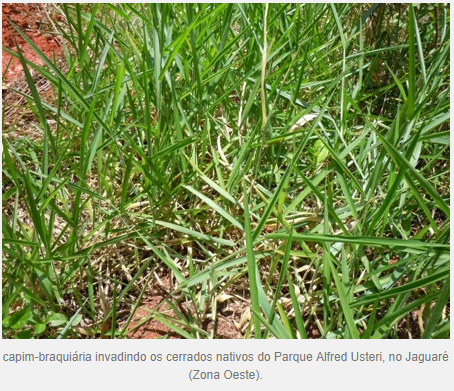 capim-braquiária invadindo os cerrados nativos do Parque Alfred Usteri, no Jaguaré
(Zona Oeste).